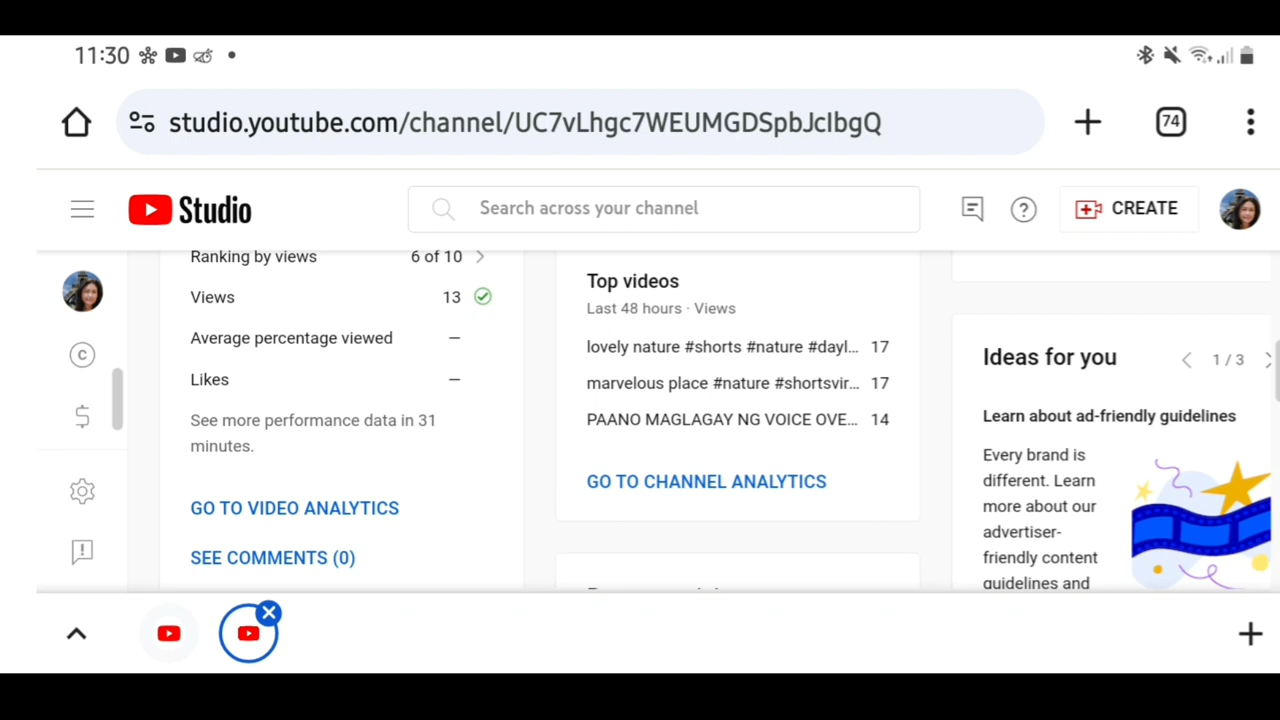 11:30
studio.youtube.com/channel/UC7vLhgc7WEUMGDSpbJcIbgQ
74
Studio
Search across your channel
CREATE
Ranking by views 6 of 10
Views 13
Average percentage viewed —
Likes —
See more performance data in 31
minutes.
GO TO VIDEO ANALYTICS
SEE COMMENTS (0)
Top videos
Last 48 hours · Views
lovely nature #shorts #nature #dayl... 17
marvelous place #nature #shortsvir... 17
PAANO MAGLAGAY NG VOICE OVE... 14
GO TO CHANNEL ANALYTICS
Ideas for you 1 / 3
Learn about ad-friendly guidelines
Every brand is
different. Learn
more about our
advertiser-
friendly content
guidelines and